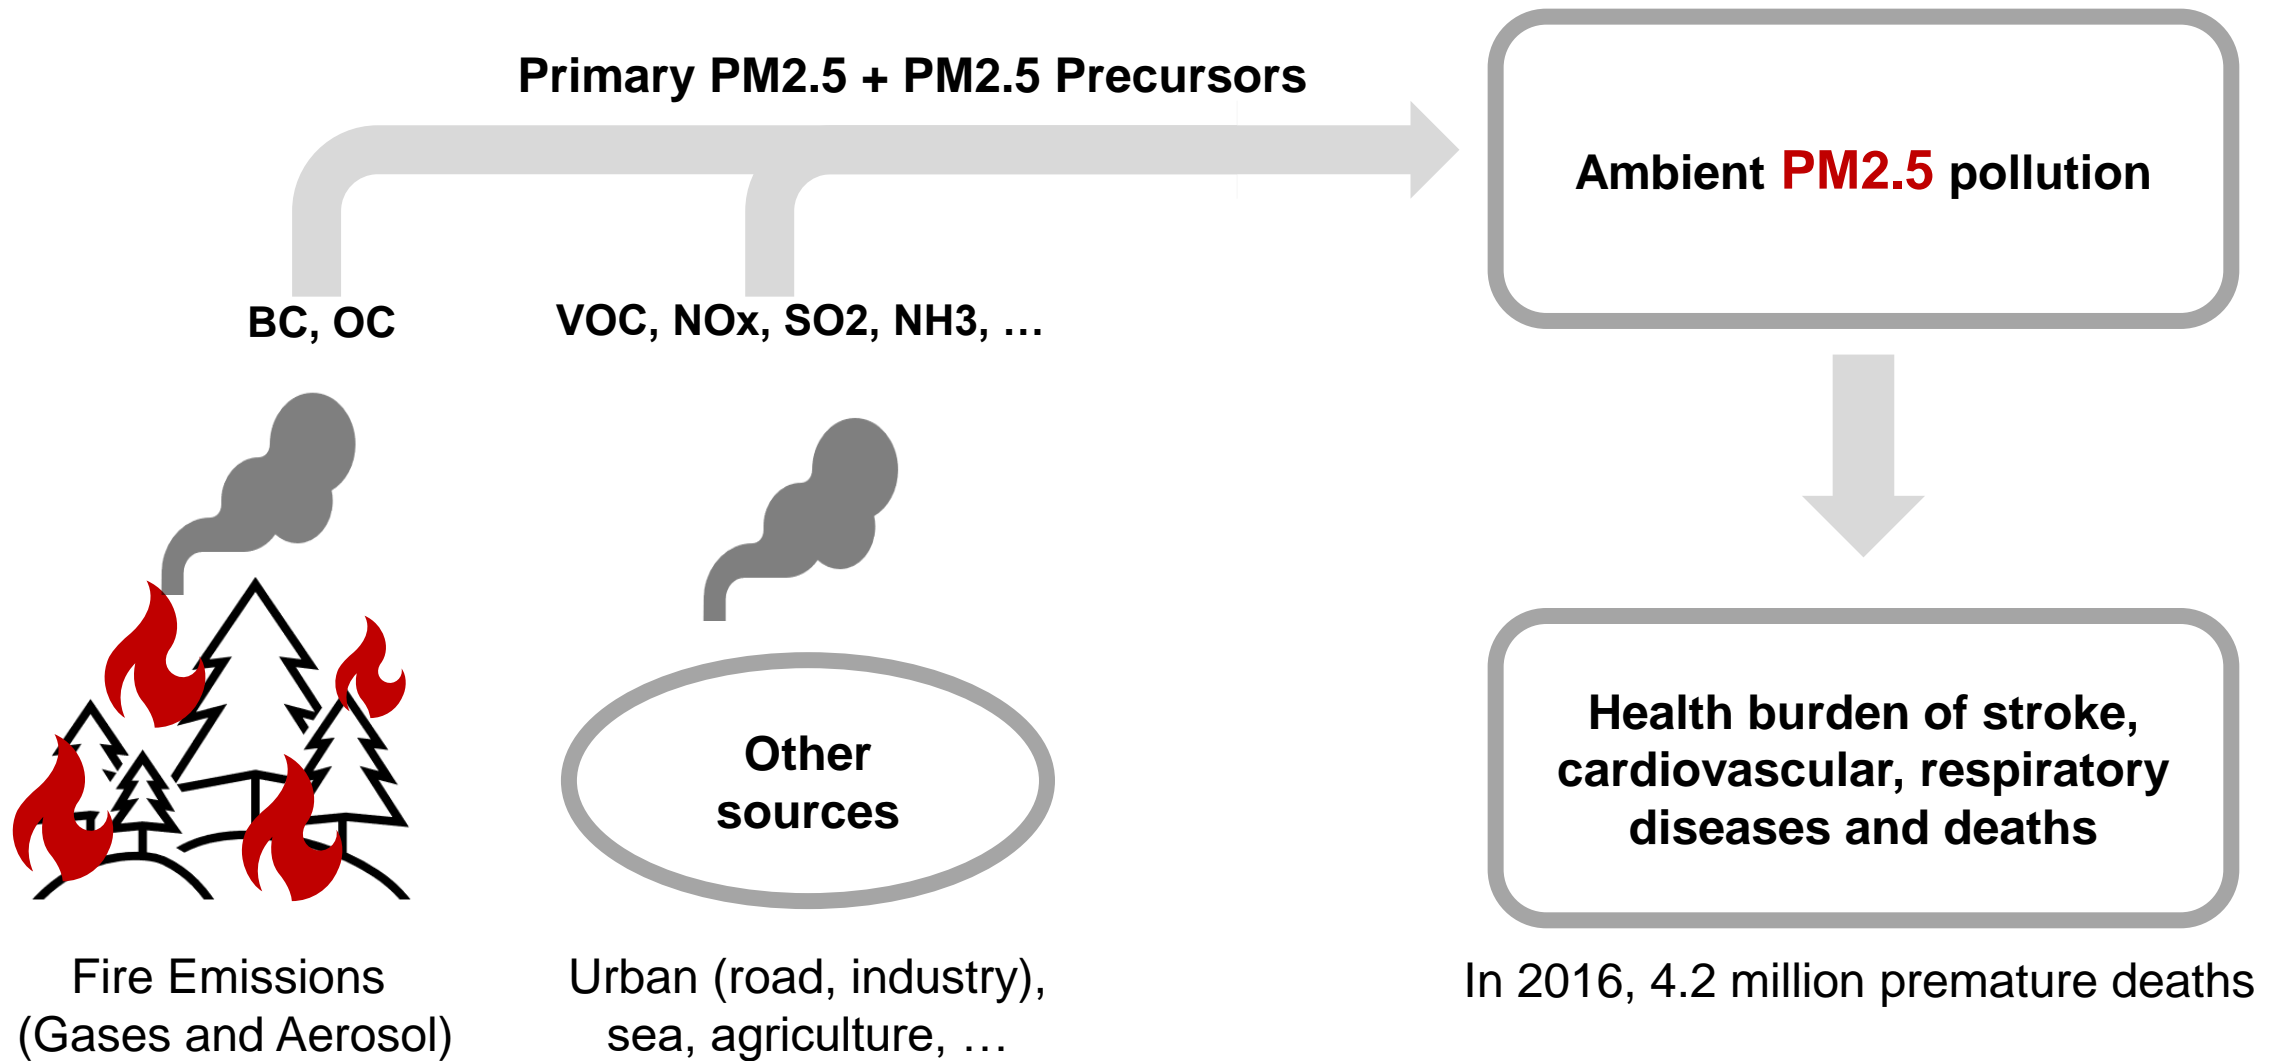 Primary PM2.5 + PM2.5 Precursors
BC, OC
VOC, NOx, SO2, NH3, …
Other
sources
Fire Emissions
(Gases and Aerosol)
Urban (road, industry),
sea, agriculture, …
Ambient PM2.5 pollution
Health burden of stroke,
cardiovascular, respiratory
diseases and deaths
In 2016, 4.2 million premature deaths